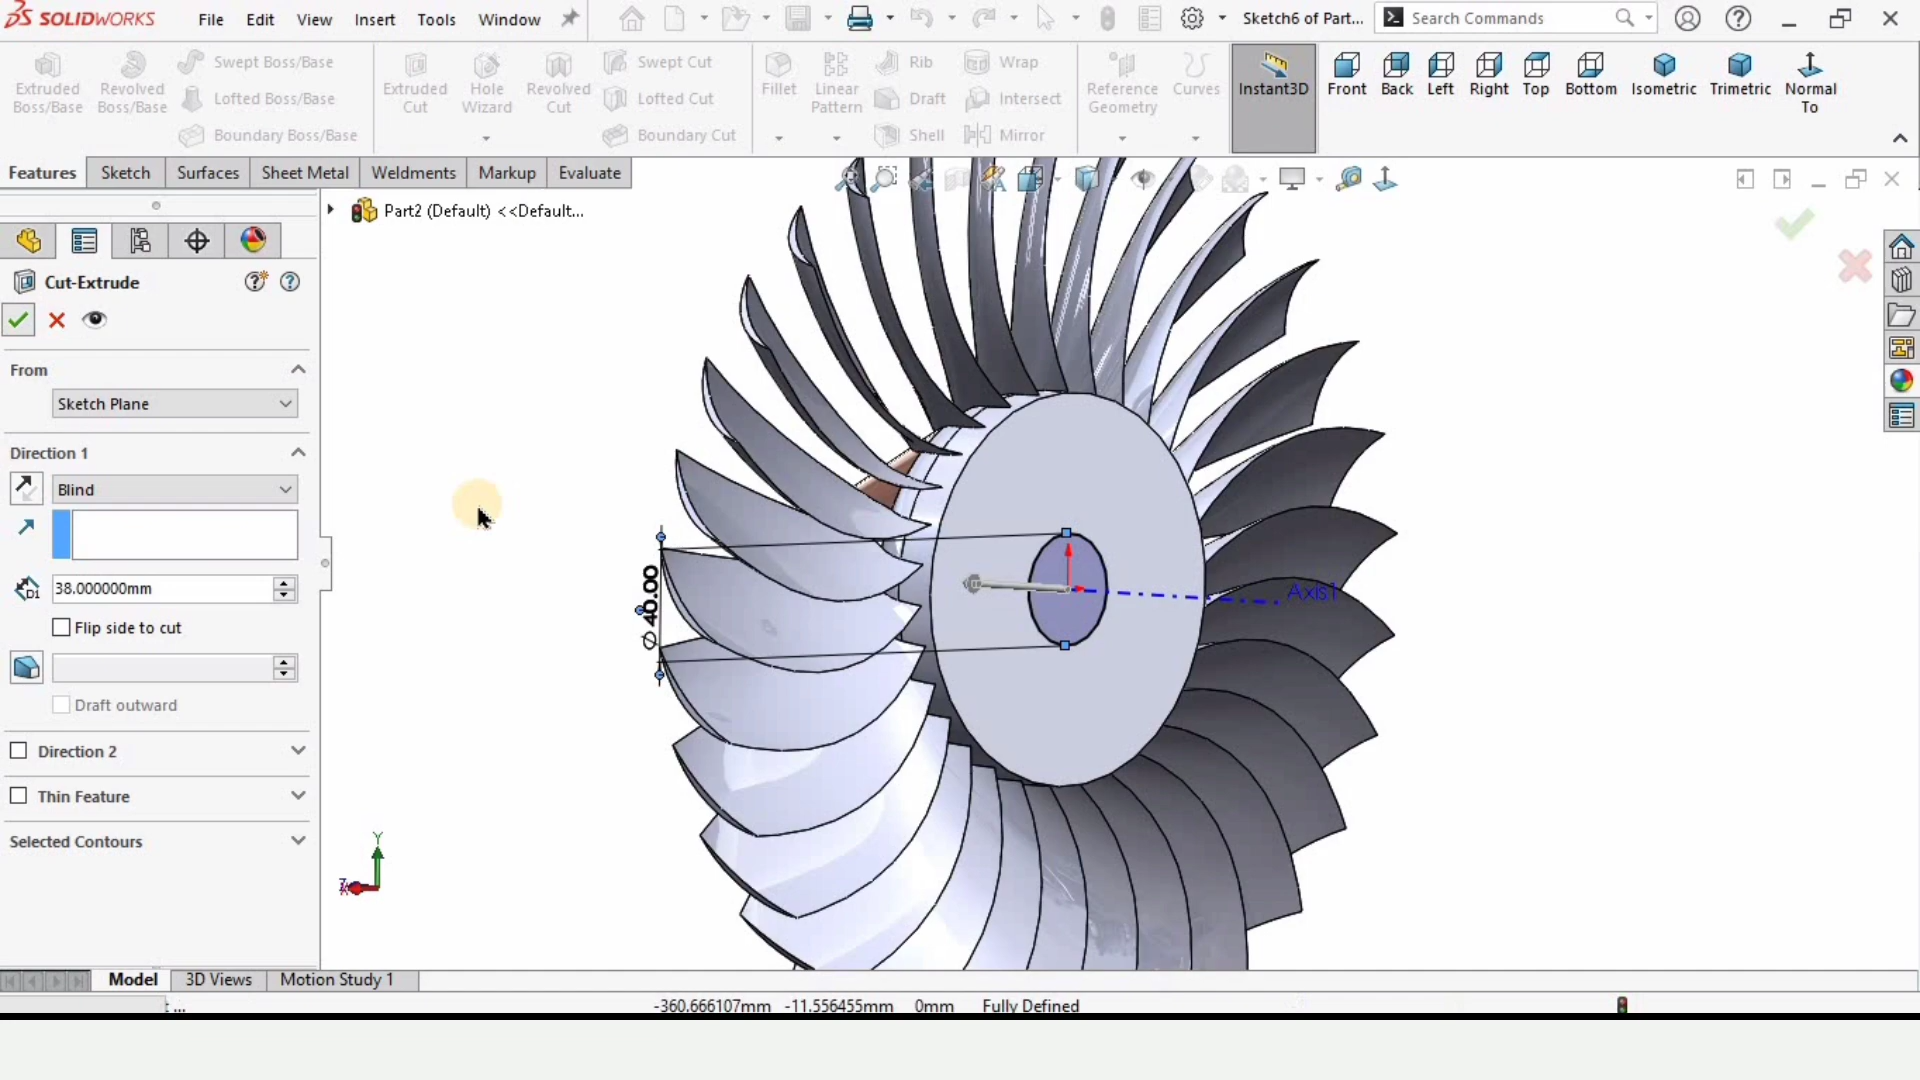 SOLIDWORKS File Edit View Insert Tools Window Sketch6 of Part... Search Commands
Extruded Boss/Base Revolved Boss/Base Swept Boss/Base Lofted Boss/Base Boundary Boss/Base
Extruded Cut Hole Wizard Revolved Cut Swept Cut Lofted Cut Boundary Cut
Fillet Linear Pattern Rib Draft Shell Wrap Intersect Mirror
Reference Geometry Curves Instant3D Front Back Left Right Top Bottom Isometric Trimetric Normal To
Features Sketch Surfaces Sheet Metal Weldments Markup Evaluate
Part2 (Default) <<Default...
Cut-Extrude
From
Sketch Plane
Direction 1
Blind
D1 38.000000mm
Flip side to cut
Draft outward
Direction 2
Thin Feature
Selected Contours
Ø 40.00
Axis1
Y
Model 3D Views Motion Study 1
-360.666107mm -11.556455mm 0mm Fully Defined